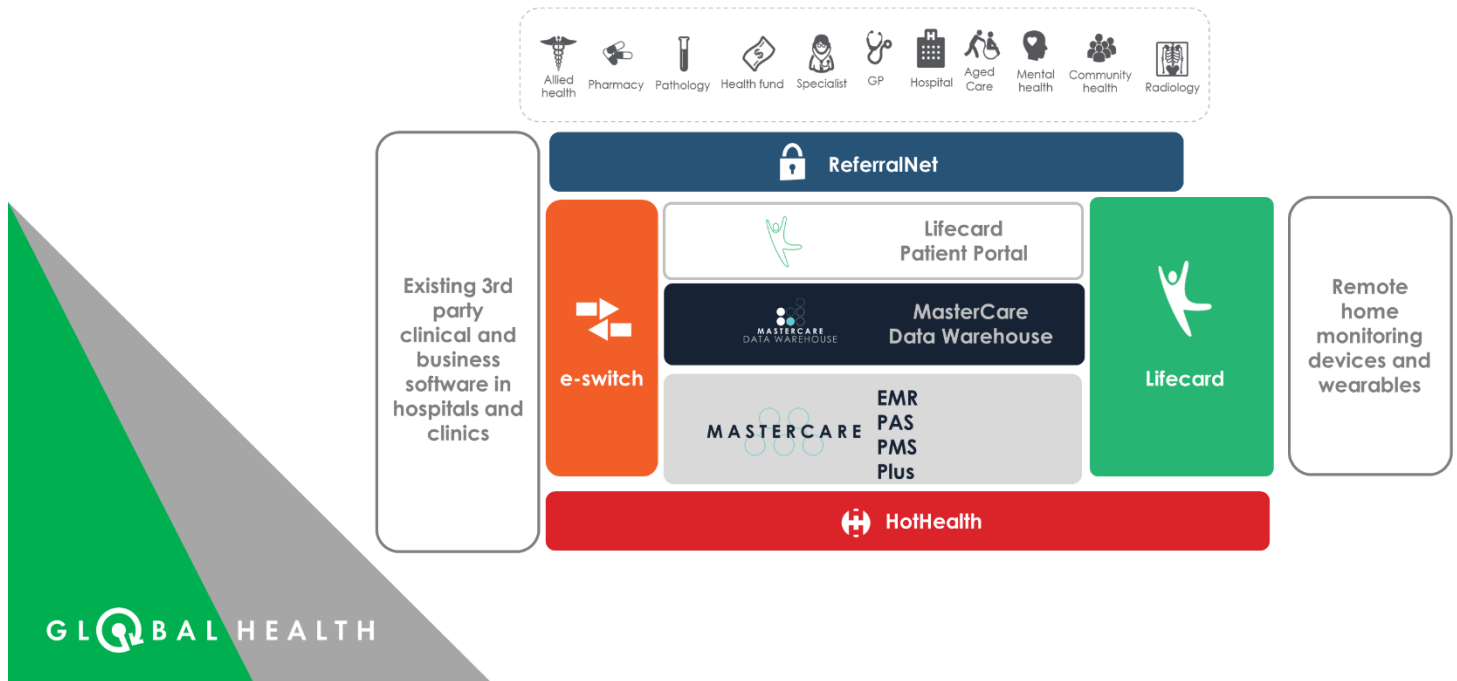 Allied
health
Pharmacy
Pathology
Health fund
Specialist
GP
Hospital
Aged
Care
Mental
health
Community
health
Radiology
ReferralNet
Existing 3rd
party
clinical and
business
software in
hospitals and
clinics
e-switch
Lifecard
Patient Portal
MASTERCARE
DATA WAREHOUSE
MasterCare
Data Warehouse
MASTERCARE
EMR
PAS
PMS
Plus
Lifecard
Remote
home
monitoring
devices and
wearables
HotHealth
GLOBAL HEALTH